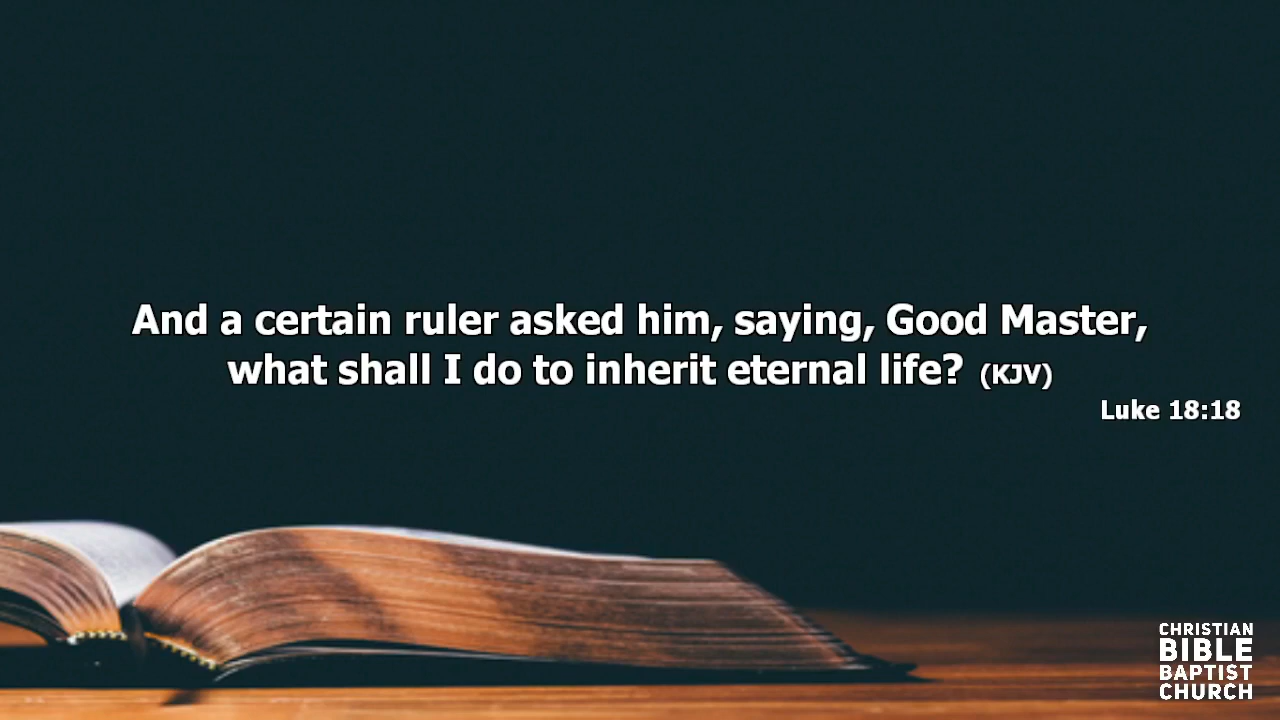 And a certain ruler asked him, saying, Good Master,
what shall I do to inherit eternal life? (KJV)
Luke 18:18
CHRISTIAN
BIBLE
BAPTIST
CHURCH